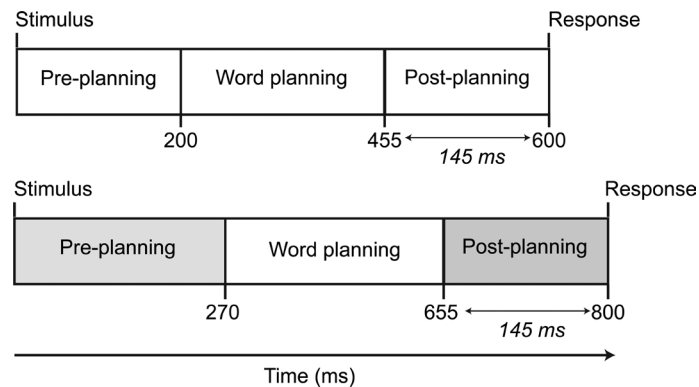 Stimulus Response
Pre-planning Word planning Post-planning
200 455 600
145 ms
Stimulus Response
Pre-planning Word planning Post-planning
270 655 800
145 ms
Time (ms)